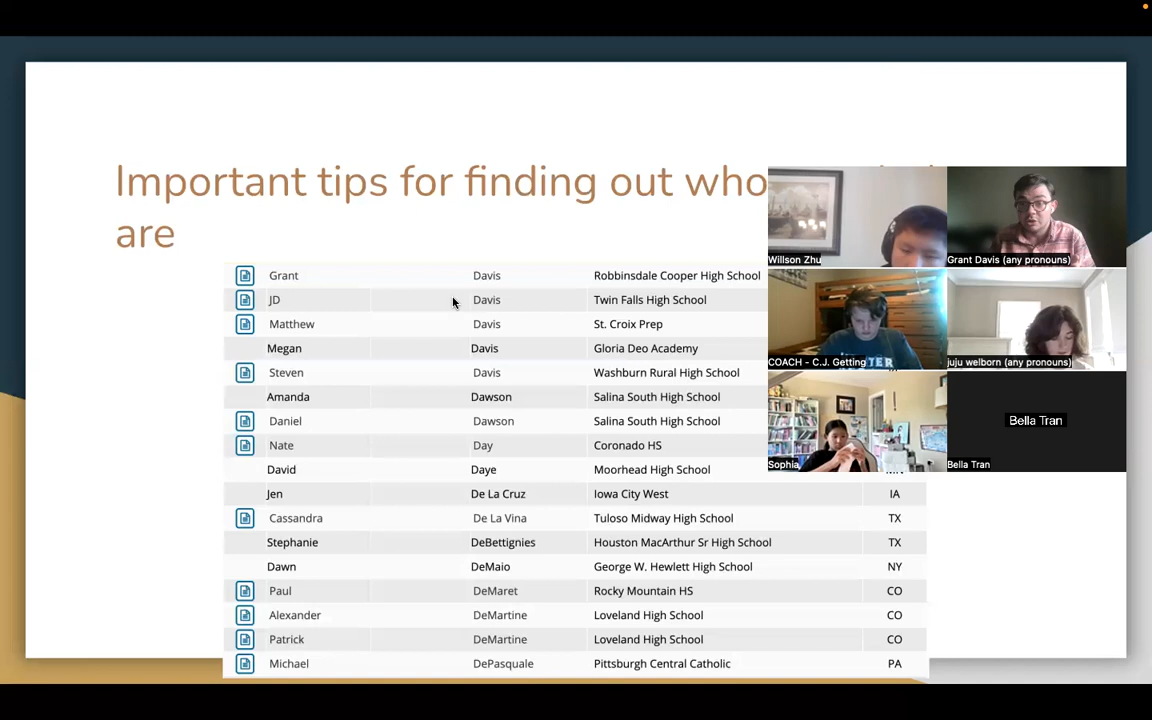 Important tips for finding out who
are
Grant Davis Robbinsdale Cooper High School
JD Davis Twin Falls High School
Matthew Davis St. Croix Prep
Megan Davis Gloria Deo Academy
Steven Davis Washburn Rural High School
Amanda Dawson Salina South High School
Daniel Dawson Salina South High School
Nate Day Coronado HS
David Daye Moorhead High School MN
Jen De La Cruz Iowa City West IA
Cassandra De La Vina Tuloso Midway High School TX
Stephanie DeBettignies Houston MacArthur Sr High School TX
Dawn DeMaio George W. Hewlett High School NY
Paul DeMaret Rocky Mountain HS CO
Alexander DeMartine Loveland High School CO
Patrick DeMartine Loveland High School CO
Michael DePasquale Pittsburgh Central Catholic PA
Willson Zhu
Grant Davis (any pronouns)
COACH - C.J. Getting
juju welborn (any pronouns)
Sophia
Bella Tran
Bella Tran